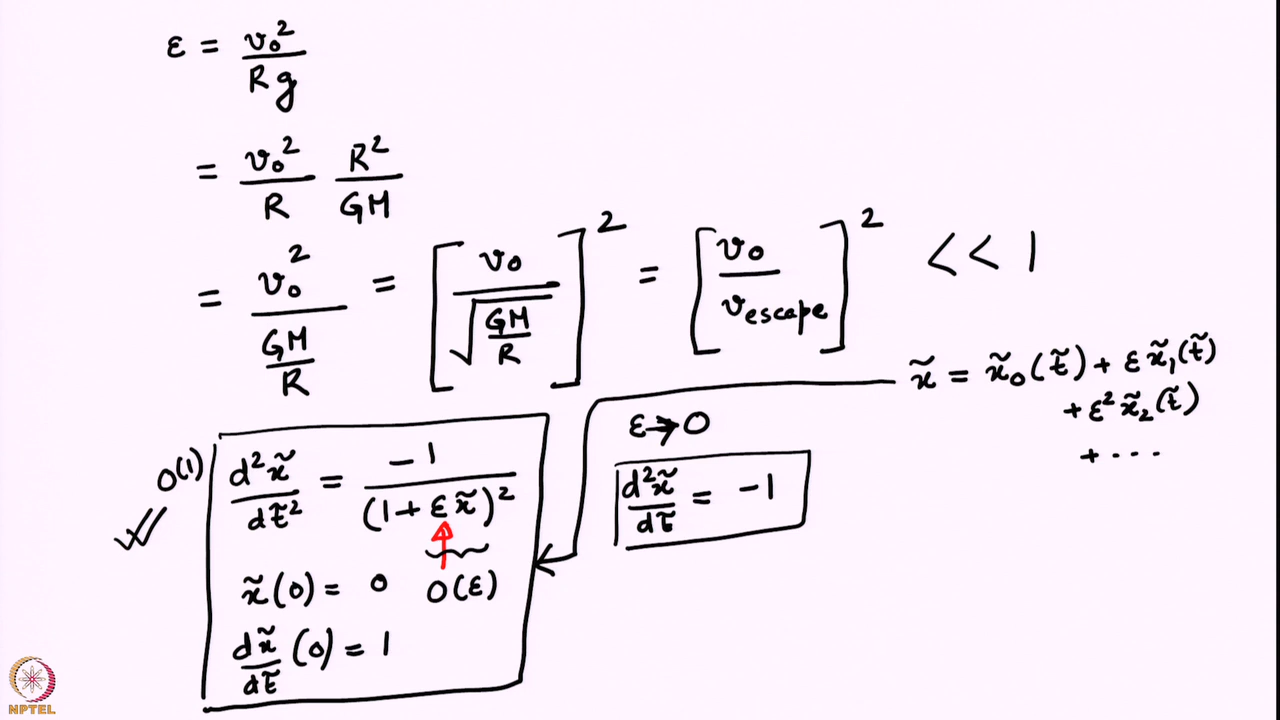 ε = v₀² / Rg
= v₀² / R  R² / GM
= v₀² / (GM/R) = [v₀ / √(GM/R)]² = [v₀ / v_escape]² << 1
x̃ = x̃₀(t̃) + εx̃₁(t̃)
+ ε²x̃₂(t̃)
+ ...
ε→0
O(1) d²x̃/dt̃² = -1 / (1+εx̃)²
d²x̃/dt̃ = -1
x̃(0) = 0 O(ε)
dx̃/dt̃ (0) = 1
NPTEL